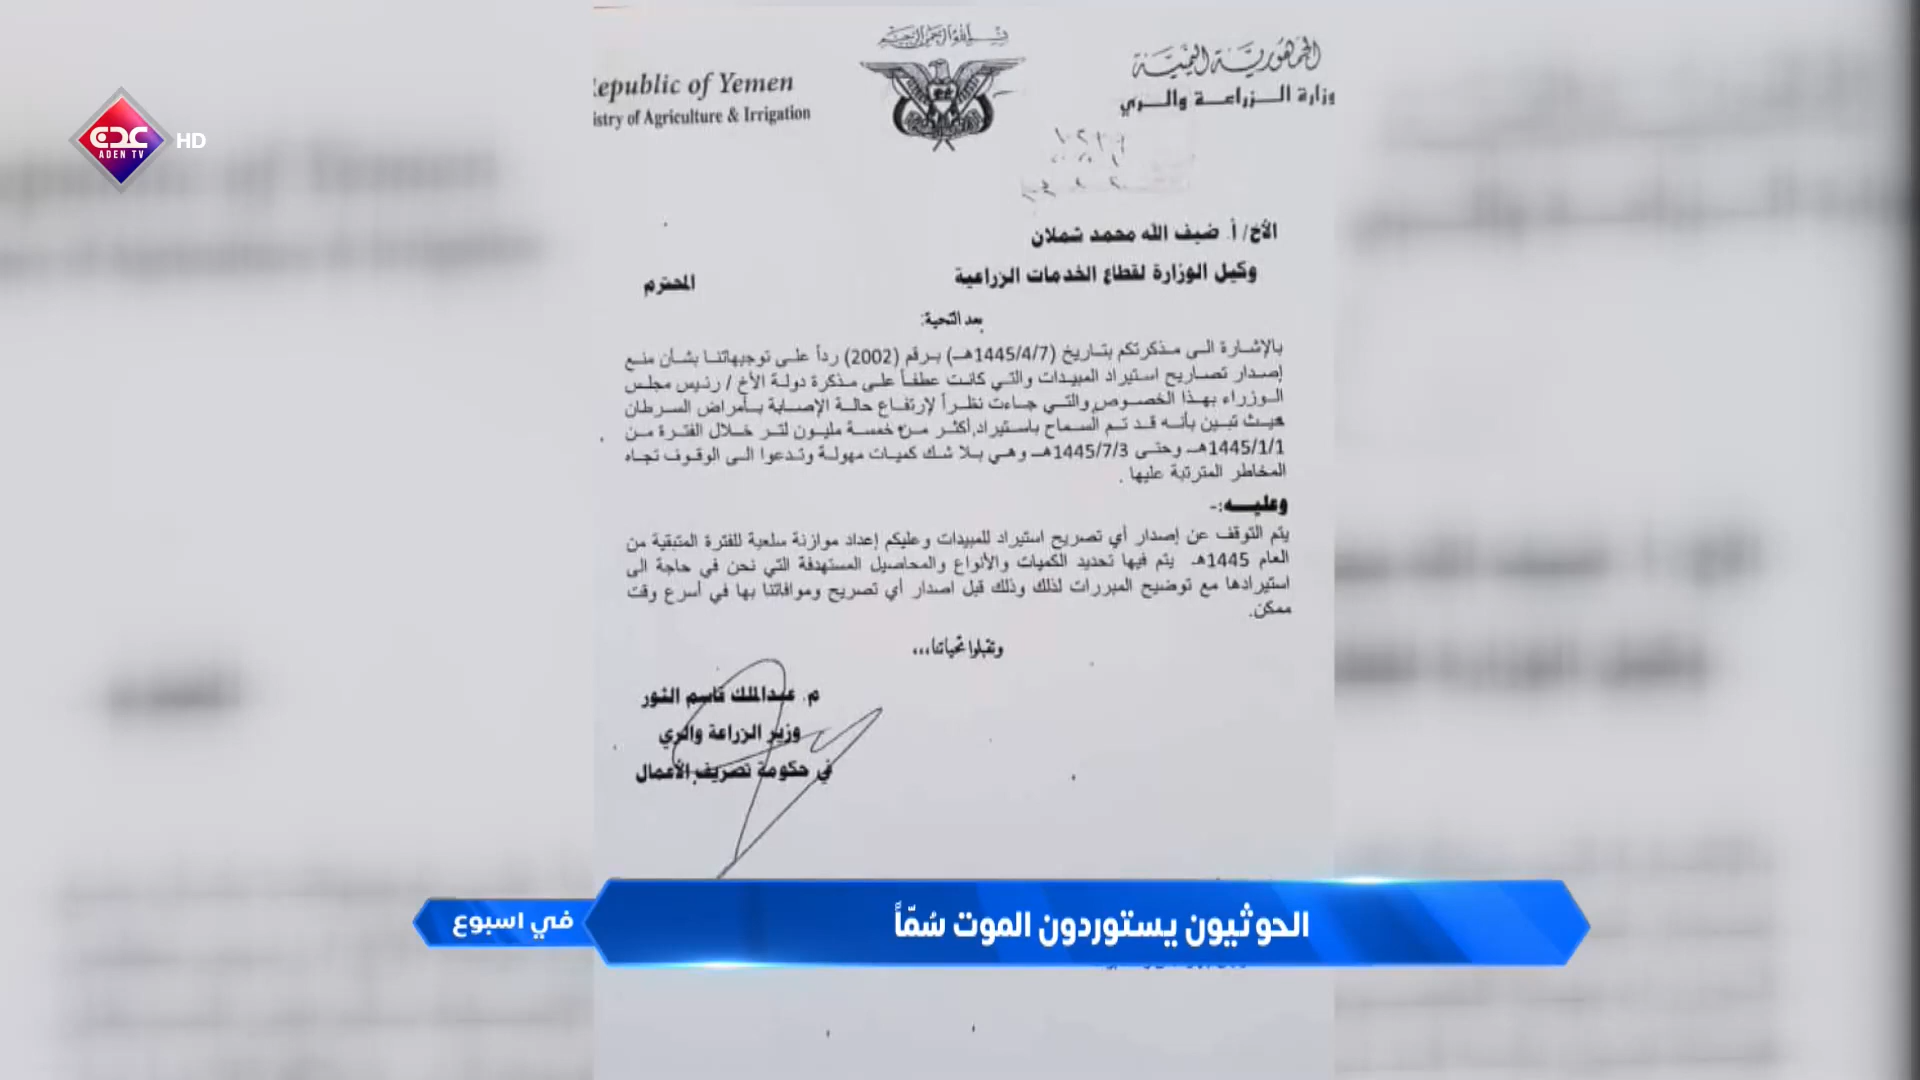 بسم الله الرحمن الرحيم
الجمهورية اليمنية
وزارة الزراعة والري
Republic of Yemen
istry of Agriculture & Irrigation
عدن
ADEN TV
HD
الأخ/ أ. ضيف الله محمد شملان
وكيل الوزارة لقطاع الخدمات الزراعية
المحترم
بعد التحية:
بالإشارة الى مذكرتكم بتاريخ (1445/4/7هـ) برقم (2002) رداً على توجيهاتنا بشأن منع
إصدار تصاريح استيراد المبيدات والتي كانت عطفاً على مذكرة دولة الأخ / رئيس مجلس
الوزراء بهذا الخصوص والتي جاءت نظراً لإرتفاع حالة الإصابة بأمراض السرطان
حيث تبين بأنه قد تم السماح باستيراد أكثر من خمسة مليون لتر خلال الفترة من
1445/1/1هـ وحتى 1445/7/3هـ وهي بلا شك كميات مهولة وتدعوا الى الوقوف تجاه
المخاطر المترتبة عليها .
وعليــه:-
يتم التوقف عن إصدار أي تصريح استيراد للمبيدات وعليكم إعداد موازنة سلعية للفترة المتبقية من
العام 1445هـ يتم فيها تحديد الكميات والأنواع والمحاصيل المستهدفة التي نحن في حاجة الى
استيرادها مع توضيح المبررات لذلك وذلك قبل اصدار أي تصريح وموافاتنا بها في أسرع وقت
ممكن.
وتقبلوا تحياتنا،،،
م. عبدالملك قاسم الثور
وزير الزراعة والري
في حكومة تصريف الأعمال
الحوثيون يستوردون الموت سُمّاً
في اسبوع